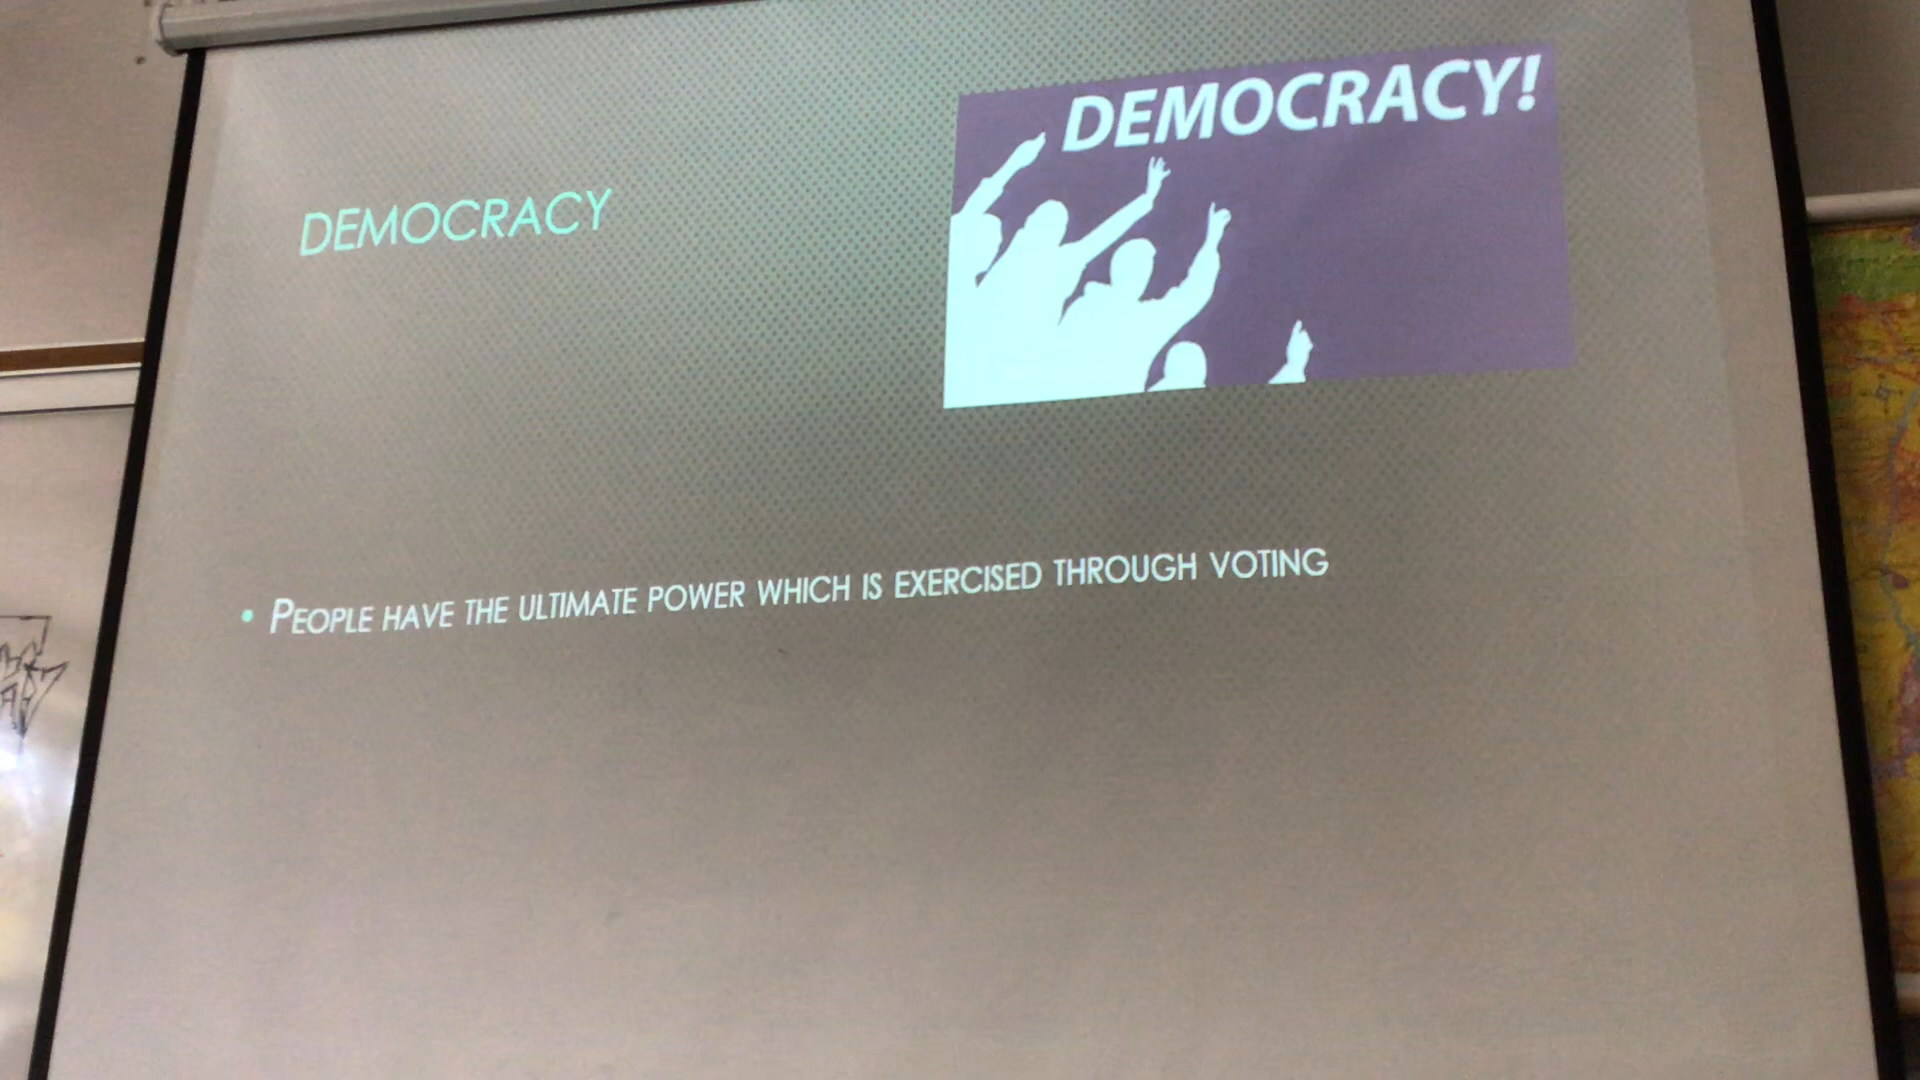 DEMOCRACY!
DEMOCRACY
• PEOPLE HAVE THE ULTIMATE POWER WHICH IS EXERCISED THROUGH VOTING